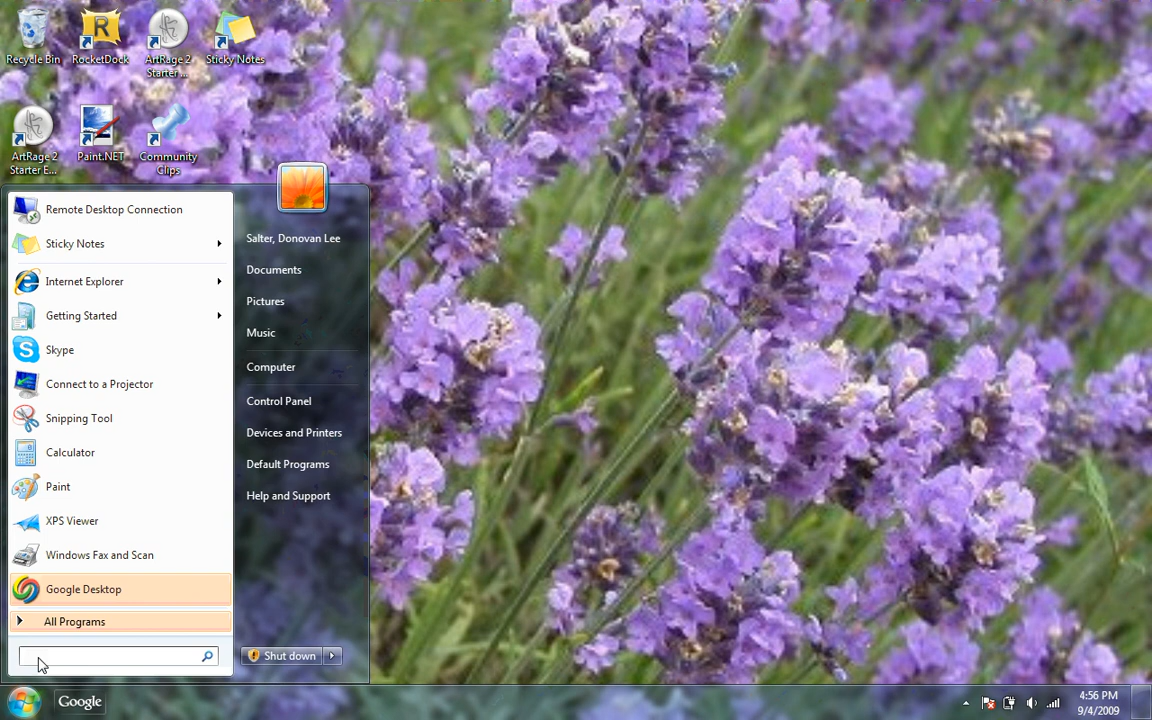 Recycle Bin
RocketDock
ArtRage 2
Starter ...
Sticky Notes
ArtRage 2
Starter E...
Paint.NET
Community
Clips
Remote Desktop Connection
Sticky Notes
Internet Explorer
Getting Started
Skype
Connect to a Projector
Snipping Tool
Calculator
Paint
XPS Viewer
Windows Fax and Scan
Google Desktop
All Programs
Salter, Donovan Lee
Documents
Pictures
Music
Computer
Control Panel
Devices and Printers
Default Programs
Help and Support
Shut down
Google
4:56 PM
9/4/2009